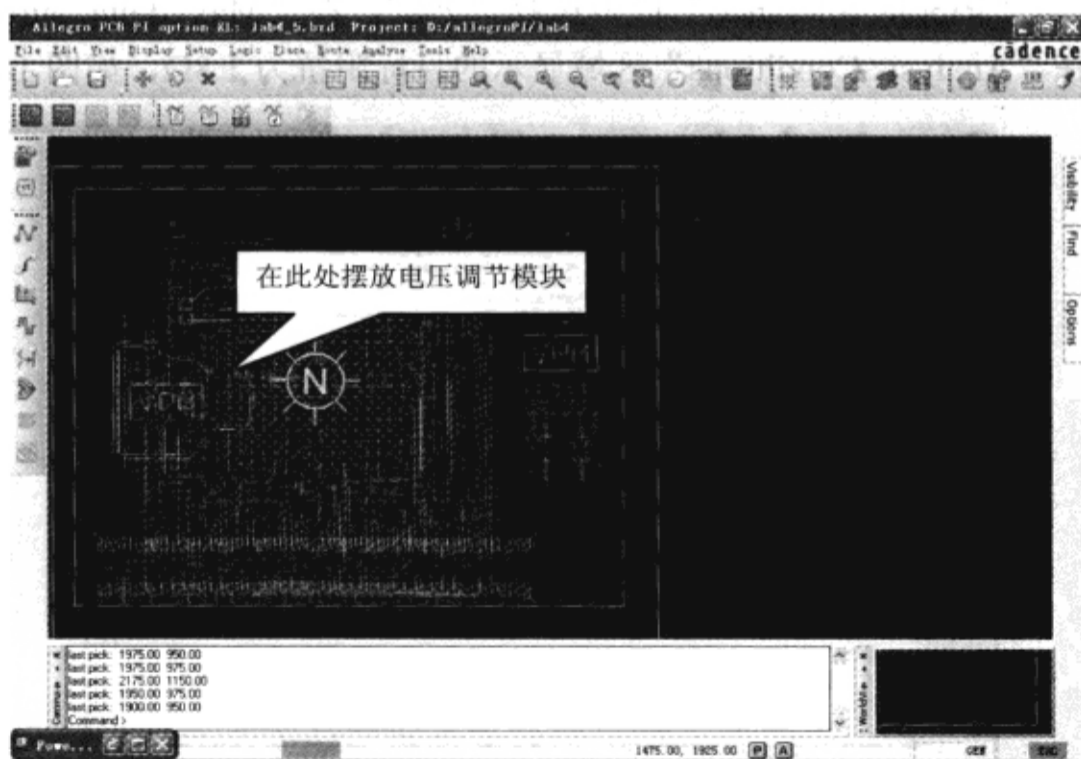 Allegro PCB PI option XL: lab4_5.brd Project: D:/allegroPI/lab4
File Edit View Display Setup Logic Place Route Analyze Tools Help
cadence
Visibility
Find
Options
在此处摆放电压调节模块
N
VRM
last pick: 1975.00 950.00
last pick: 1975.00 975.00
last pick: 2175.00 1150.00
last pick: 1950.00 975.00
last pick: 1900.00 950.00
Command >
Powe...
1475.00, 1925.00
P
A